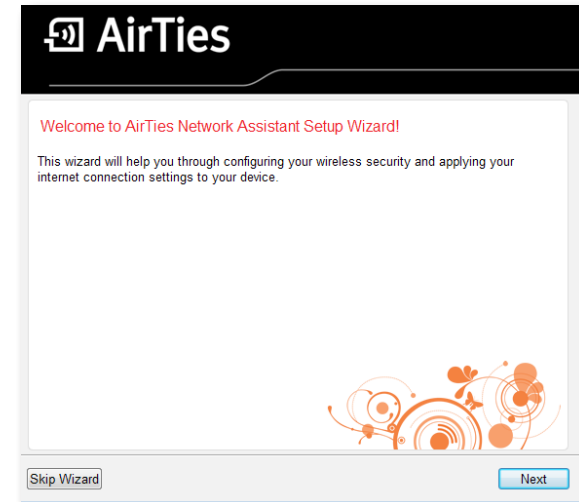 AirTies
Welcome to AirTies Network Assistant Setup Wizard!
This wizard will help you through configuring your wireless security and applying your
internet connection settings to your device.
Skip Wizard
Next